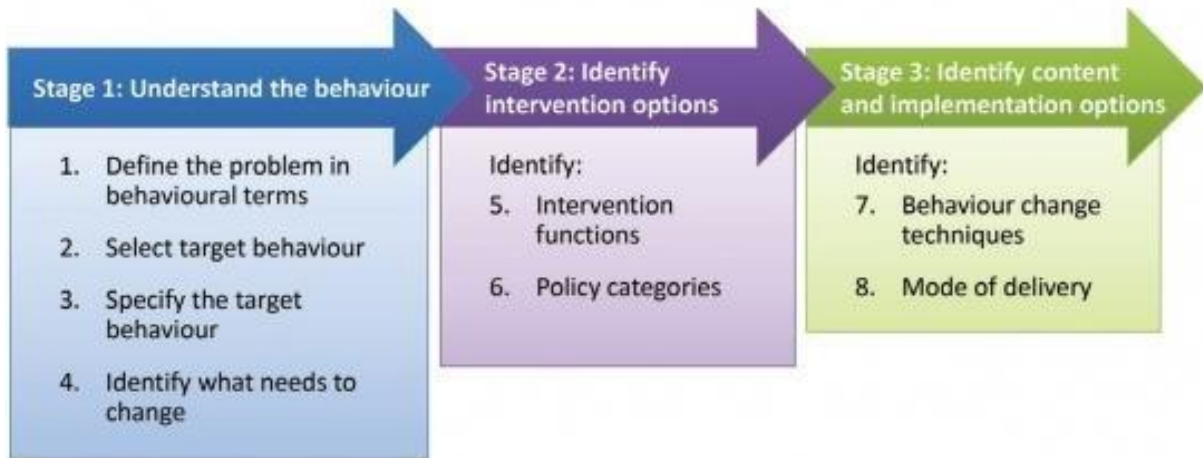 Stage 1: Understand the behaviour
1. Define the problem in
behavioural terms
2. Select target behaviour
3. Specify the target
behaviour
4. Identify what needs to
change
Stage 2: Identify
intervention options
Identify:
5. Intervention
functions
6. Policy categories
Stage 3: Identify content
and implementation options
Identify:
7. Behaviour change
techniques
8. Mode of delivery